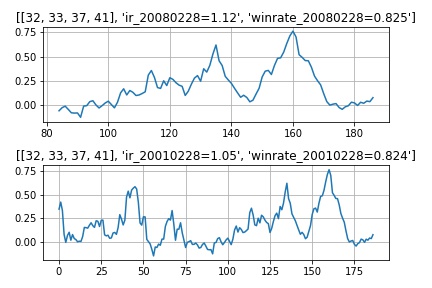 [[32, 33, 37, 41], 'ir_20080228=1.12', 'winrate_20080228=0.825']
0.75
0.50
0.25
0.00
80 100 120 140 160 180
[[32, 33, 37, 41], 'ir_20010228=1.05', 'winrate_20010228=0.824']
0.75
0.50
0.25
0.00
0 25 50 75 100 125 150 175